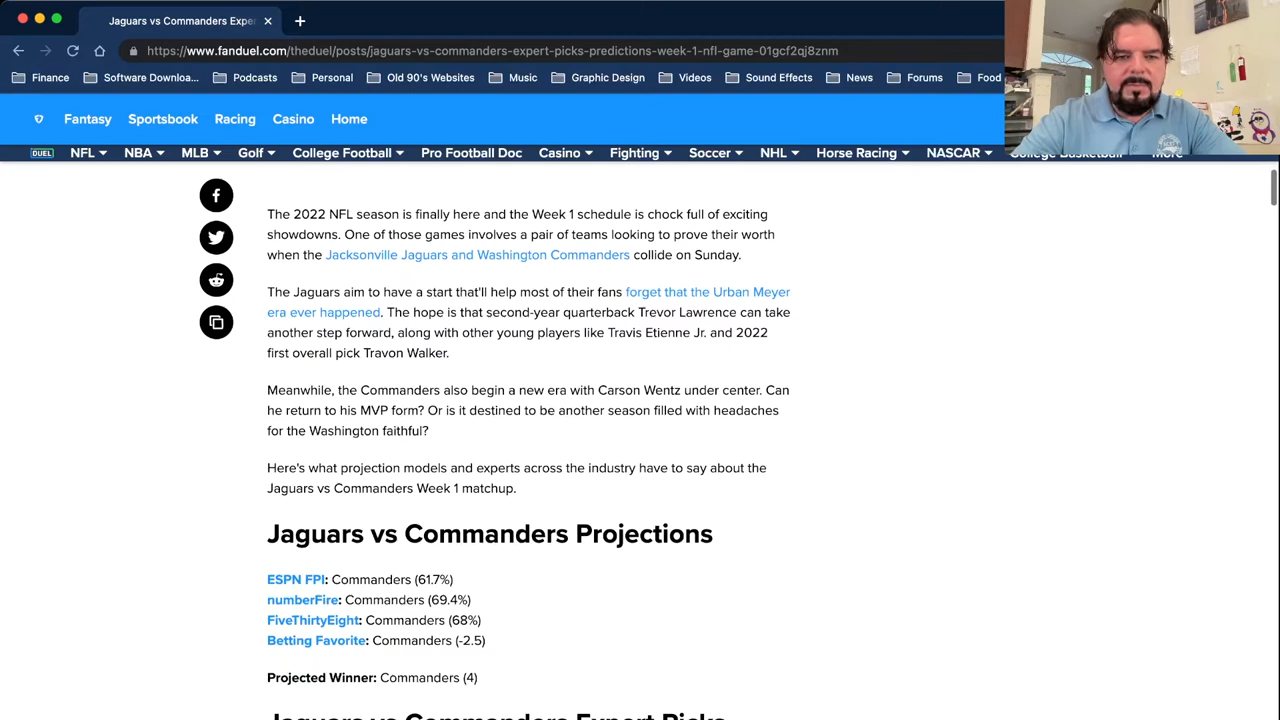 Jaguars vs Commanders Expe
https://www.fanduel.com/theduel/posts/jaguars-vs-commanders-expert-picks-predictions-week-1-nfl-game-01gcf2qj8znm
Finance Software Downloa... Podcasts Personal Old 90's Websites Music Graphic Design Videos Sound Effects News Forums Food
Fantasy Sportsbook Racing Casino Home
DUEL NFL NBA MLB Golf College Football Pro Football Doc Casino Fighting Soccer NHL Horse Racing NASCAR College Basketball More
The 2022 NFL season is finally here and the Week 1 schedule is chock full of exciting
showdowns. One of those games involves a pair of teams looking to prove their worth
when the Jacksonville Jaguars and Washington Commanders collide on Sunday.
The Jaguars aim to have a start that'll help most of their fans forget that the Urban Meyer
era ever happened. The hope is that second-year quarterback Trevor Lawrence can take
another step forward, along with other young players like Travis Etienne Jr. and 2022
first overall pick Travon Walker.
Meanwhile, the Commanders also begin a new era with Carson Wentz under center. Can
he return to his MVP form? Or is it destined to be another season filled with headaches
for the Washington faithful?
Here's what projection models and experts across the industry have to say about the
Jaguars vs Commanders Week 1 matchup.
Jaguars vs Commanders Projections
ESPN FPI: Commanders (61.7%)
numberFire: Commanders (69.4%)
FiveThirtyEight: Commanders (68%)
Betting Favorite: Commanders (-2.5)
Projected Winner: Commanders (4)
Jaguars vs Commanders Expert Picks